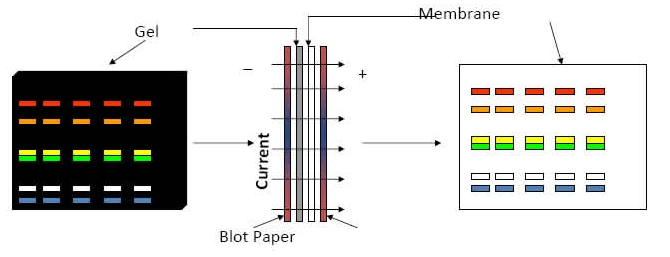 Gel
Membrane
–
+
Current
Blot Paper